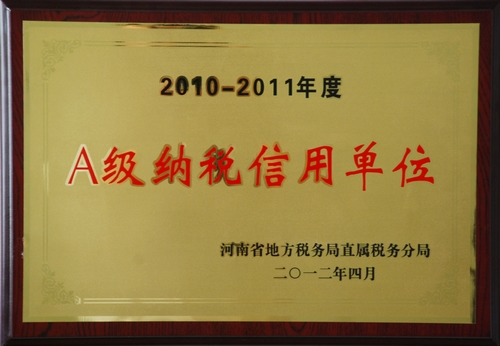 2010-2011年度
A级纳税信用单位
河南省地方税务局直属税务分局
二〇一二年四月